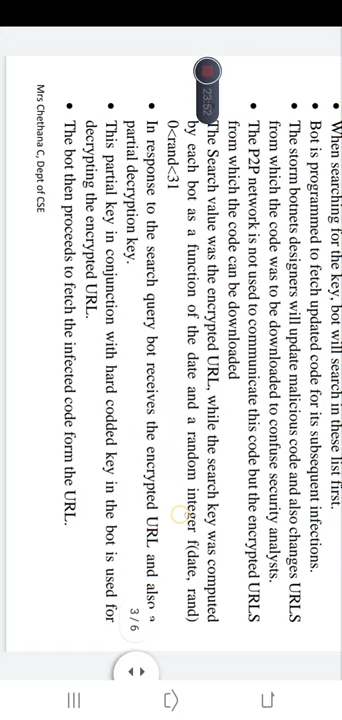 When searching for the key, bot will search in these list first.
• Bot is programmed to fetch updated code for its subsequent infections.
• The storm botnets designers will update malicious code and also changes URLS
from which the code was to be downloaded to confuse security analysts.
• The P2P network is not used to communicate this code but the encrypted URLS
from which the code can be downloaded
The Search value was the encrypted URL, while the search key was computed
by each bot as a function of the date and a random integer f(date, rand)
0<rand<31
• In response to the search query bot receives the encrypted URL and also a
partial decryption key.
• This partial key in conjunction with hard codded key in the bot is used for
decrypting the encrypted URL.
• The bot then proceeds to fetch the infected code form the URL.
Mrs Chethana C, Dept of CSE
23:52
3 / 6